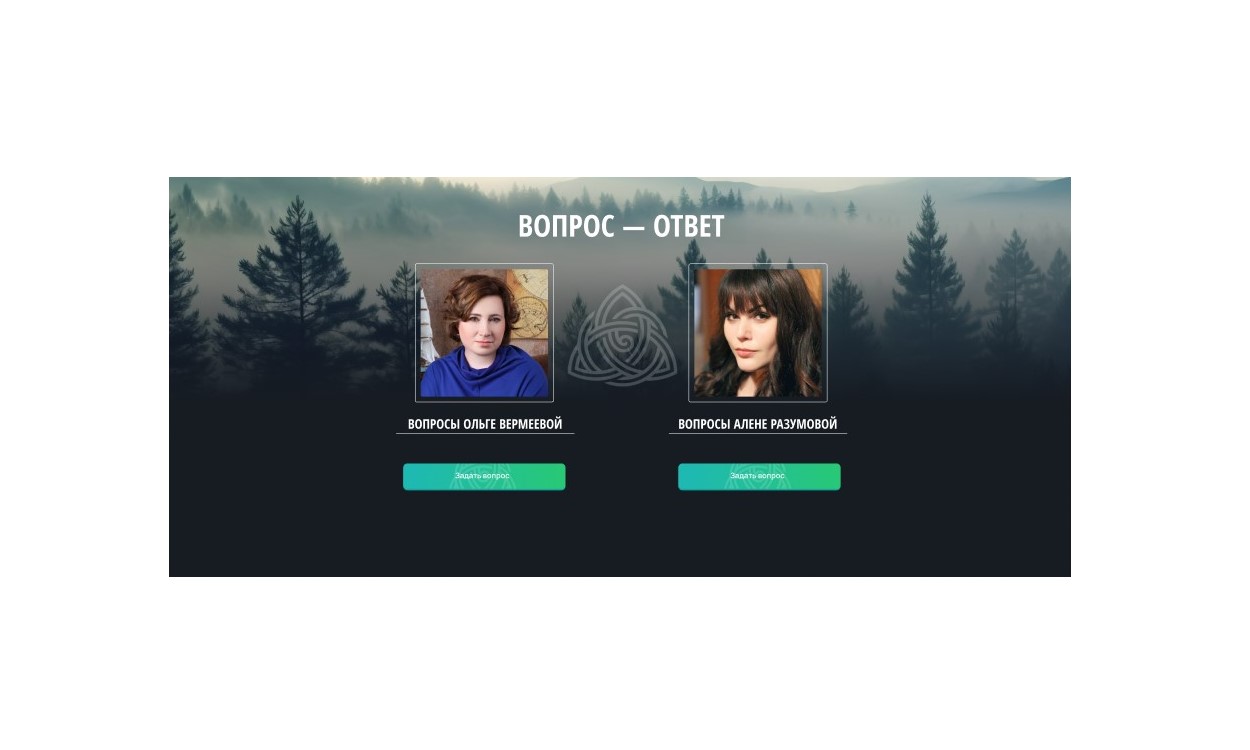 ВОПРОС — ОТВЕТ
ВОПРОСЫ ОЛЬГЕ ВЕРМЕЕВОЙ
ВОПРОСЫ АЛЕНЕ РАЗУМОВОЙ
Задать вопрос
Задать вопрос